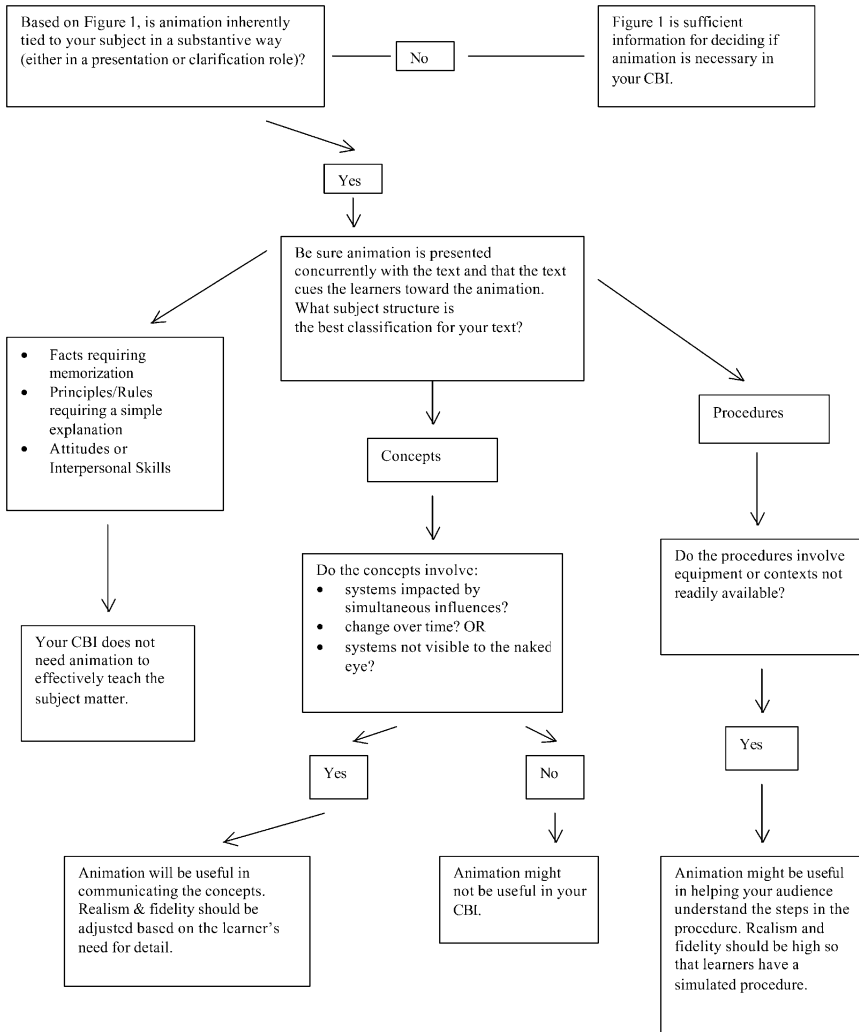 Based on Figure 1, is animation inherently
tied to your subject in a substantive way
(either in a presentation or clarification role)?
No
Figure 1 is sufficient
information for deciding if
animation is necessary in
your CBI.
Yes
Be sure animation is presented
concurrently with the text and that the text
cues the learners toward the animation.
What subject structure is
the best classification for your text?
• Facts requiring
memorization
• Principles/Rules
requiring a simple
explanation
• Attitudes or
Interpersonal Skills
Concepts
Procedures
Your CBI does not
need animation to
effectively teach the
subject matter.
Do the concepts involve:
• systems impacted by
simultaneous influences?
• change over time? OR
• systems not visible to the naked
eye?
Do the procedures involve
equipment or contexts not
readily available?
Yes
No
Yes
Animation will be useful in
communicating the concepts.
Realism & fidelity should be
adjusted based on the learner's
need for detail.
Animation might
not be useful in your
CBI.
Animation might be useful
in helping your audience
understand the steps in the
procedure. Realism and
fidelity should be high so
that learners have a
simulated procedure.